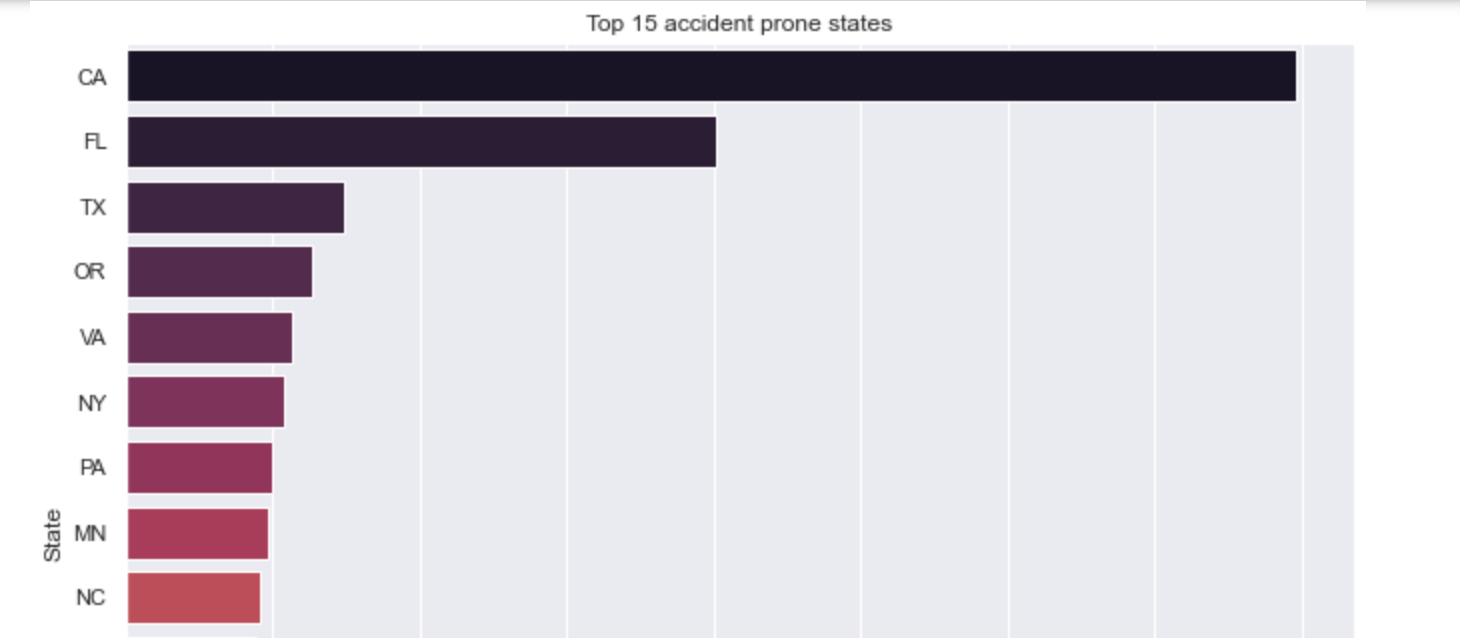 Top 15 accident prone states
CA
FL
TX
OR
VA
NY
PA
MN
NC
State